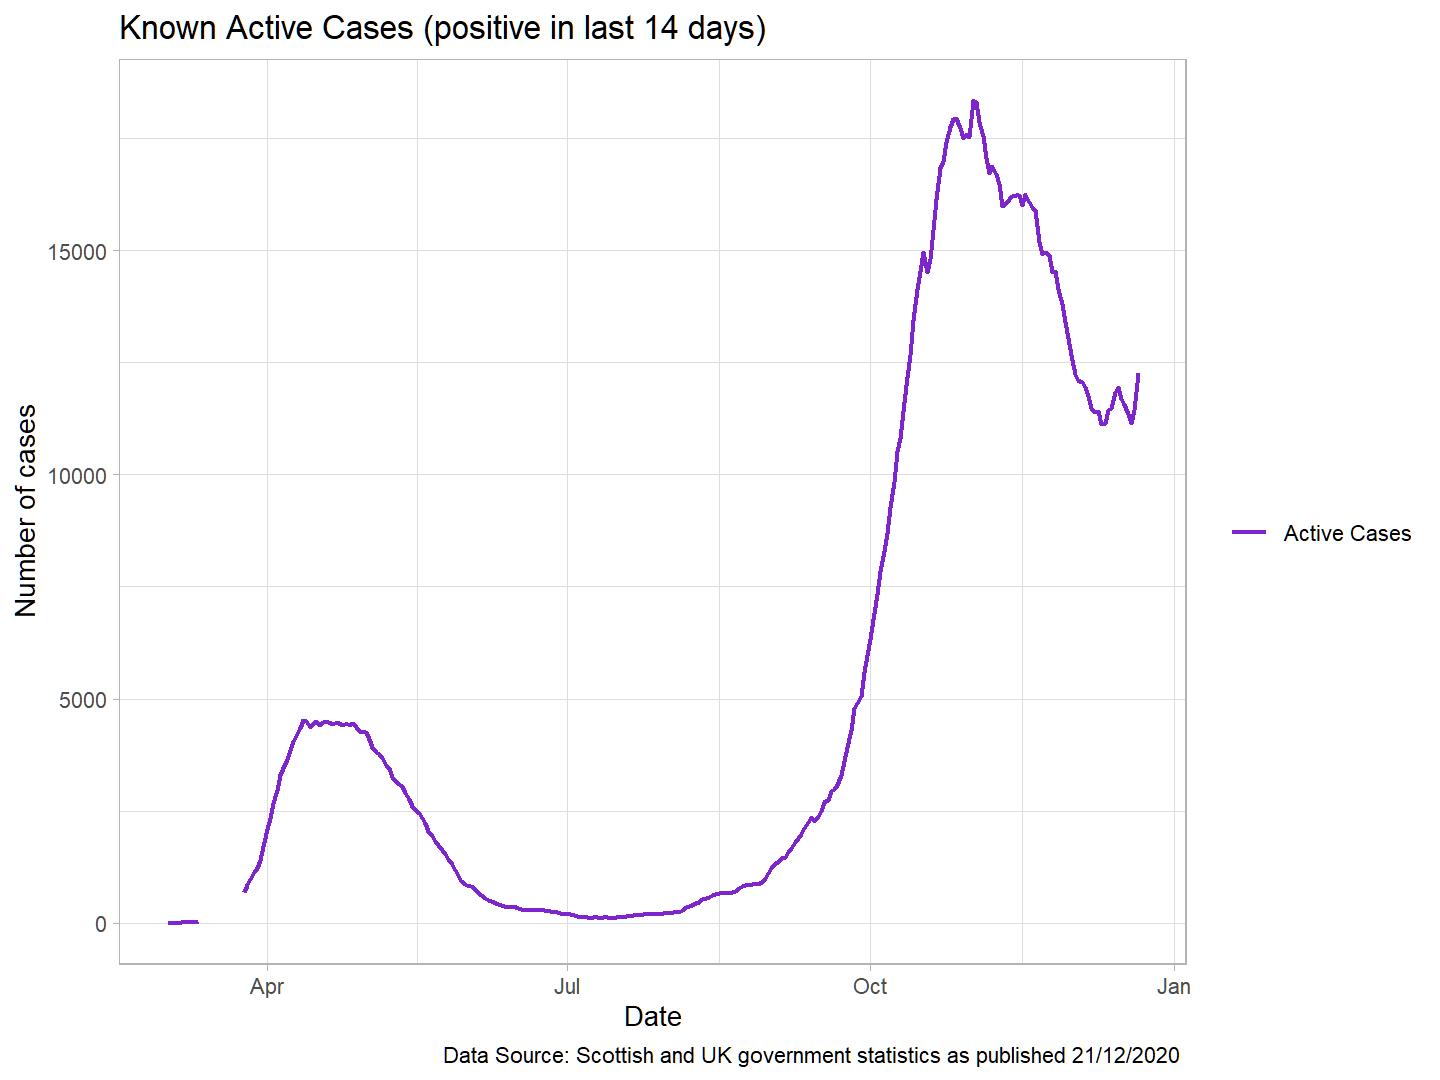 Known Active Cases (positive in last 14 days)
Number of cases
15000
10000
5000
0
Apr Jul Oct Jan
Date
Active Cases
Data Source: Scottish and UK government statistics as published 21/12/2020